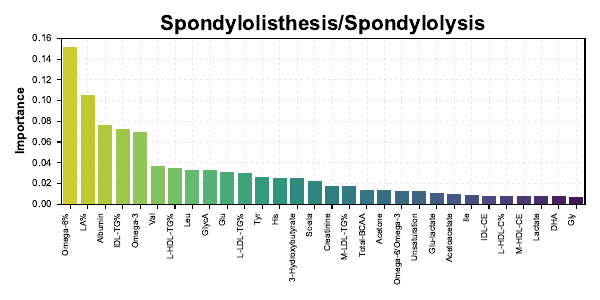 Spondylolisthesis/Spondylolysis
Importance
0.16
0.14
0.12
0.10
0.08
0.06
0.04
0.02
0.00
Omega-6%
LA%
Albumin
IDL-TG%
Omega-3
Val
L-HDL-TG%
Leu
GlycA
Glu
L-LDL-TG%
Tyr
His
3-Hydroxybutyrate
Creatinine
M-LDL-TG%
Total-BCAA
Acetone
Omega-6/Omega-3
Unsaturation
Glu-lactate
Acetoacetate
Ile
IDL-CE
L-HDL-C%
M-HDL-CE
Lactate
DHA
Gly